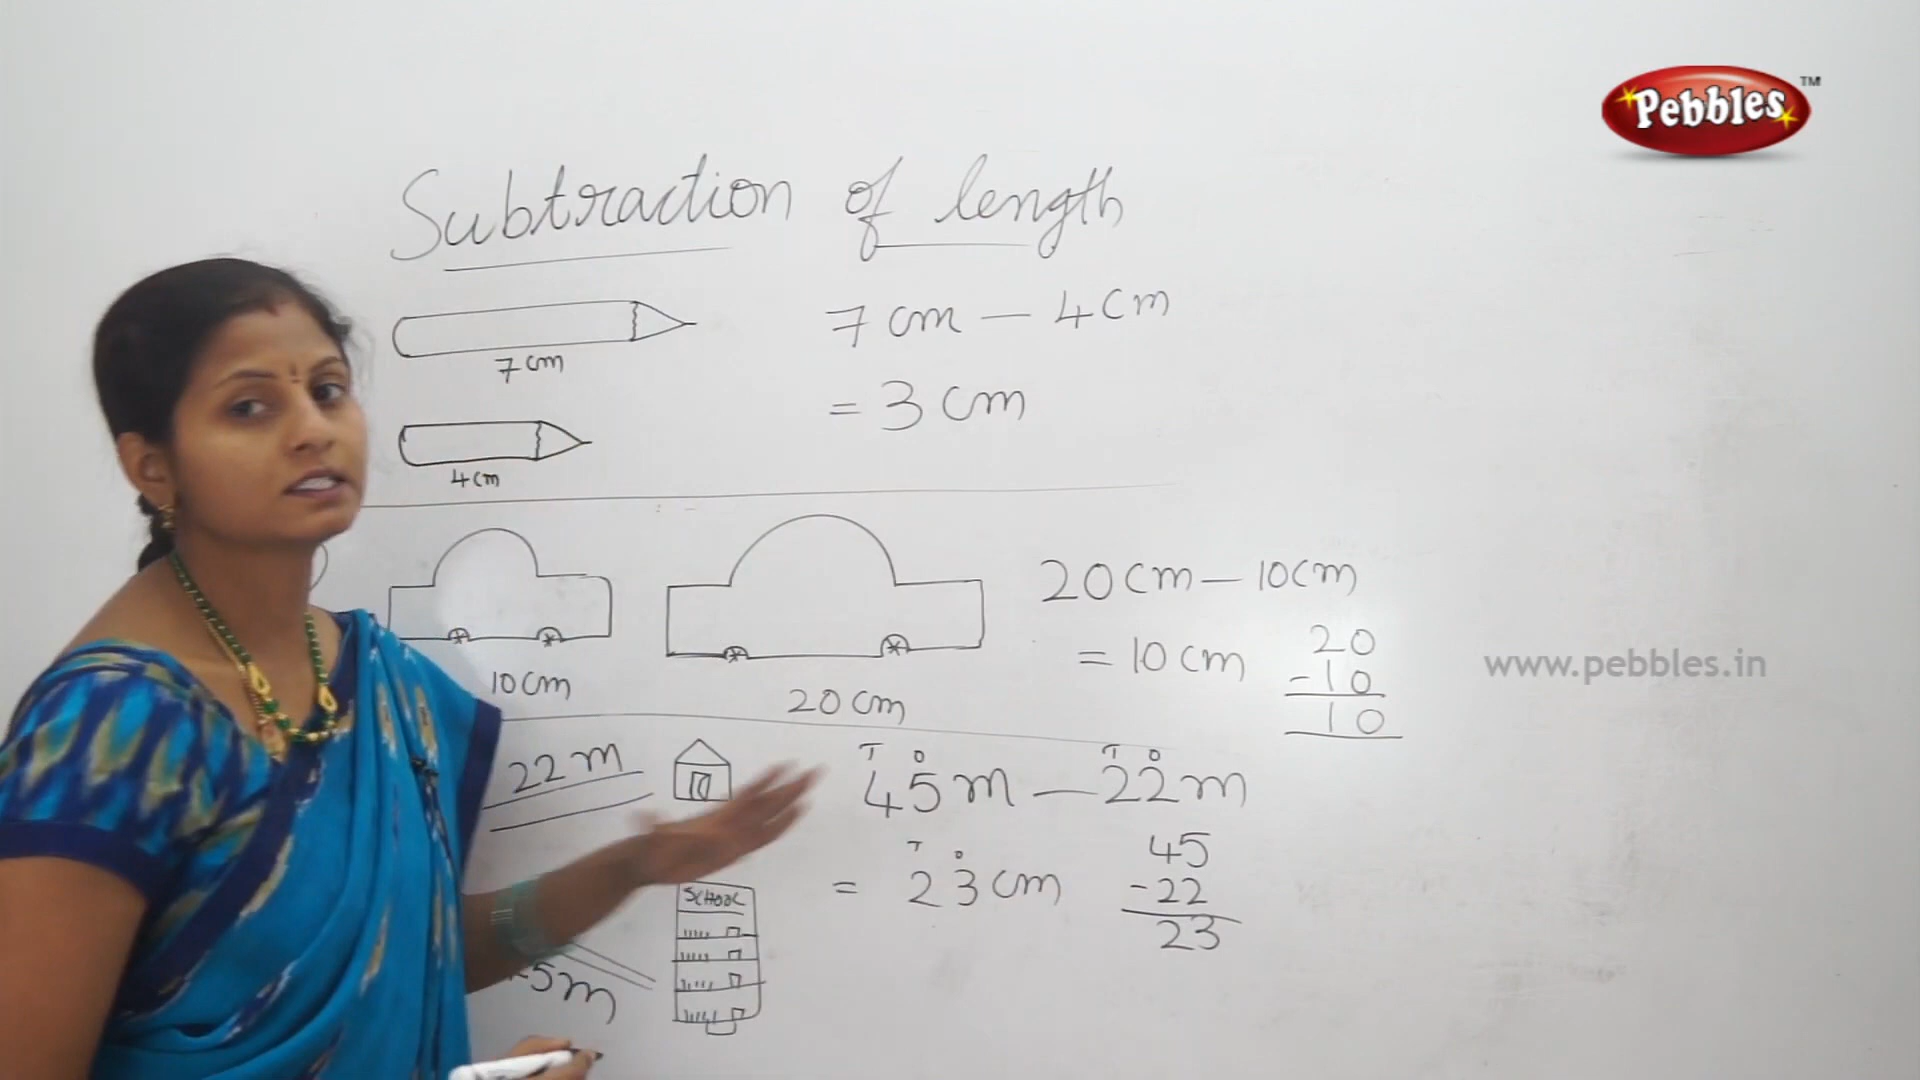 Pebbles TM
Subtraction of length
7 cm — 4 cm
7 cm
= 3 cm
4 cm
20 cm — 10 cm
20
= 10 cm
-10
10 cm
20 cm
10
22 m
T O T O
45 m — 22 m
45
T O
= 23 cm
-22
SCHOOL
23
5m
www.pebbles.in